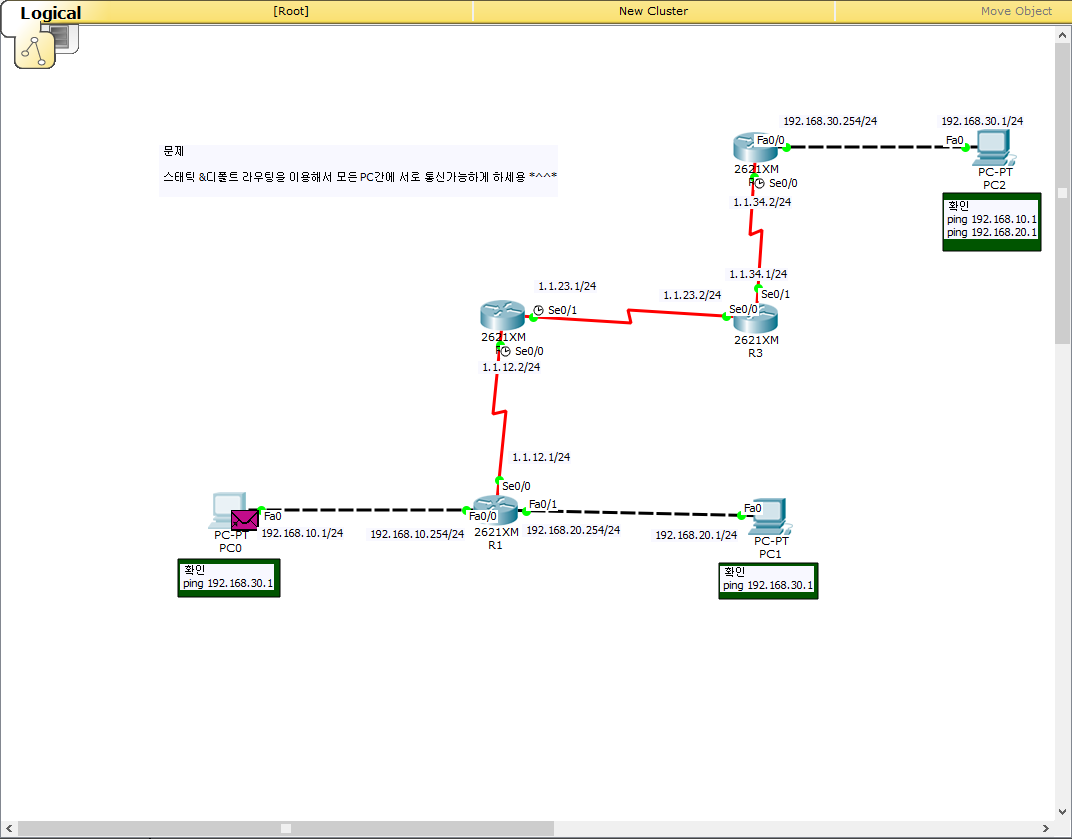 Logical
[Root]
New Cluster
Move Object
문제
스태틱 &디폴트 라우팅을 이용해서 모든 PC간에 서로 통신가능하게 하세용 *^^*
192.168.30.254/24
192.168.30.1/24
Fa0/0
Fa0
2621XM
Se0/0
1.1.34.2/24
PC-PT
PC2
확인
ping 192.168.10.1
ping 192.168.20.1
1.1.34.1/24
Se0/1
1.1.23.1/24
1.1.23.2/24
Se0/1
Se0/0
2621XM
2621XM
R3
Se0/0
1.1.12.2/24
1.1.12.1/24
Se0/0
Fa0/1
Fa0
Fa0/0
Fa0
192.168.10.1/24
192.168.10.254/24
2621XM
R1
192.168.20.254/24
192.168.20.1/24
PC-PT
PC0
PC-PT
PC1
확인
ping 192.168.30.1
확인
ping 192.168.30.1